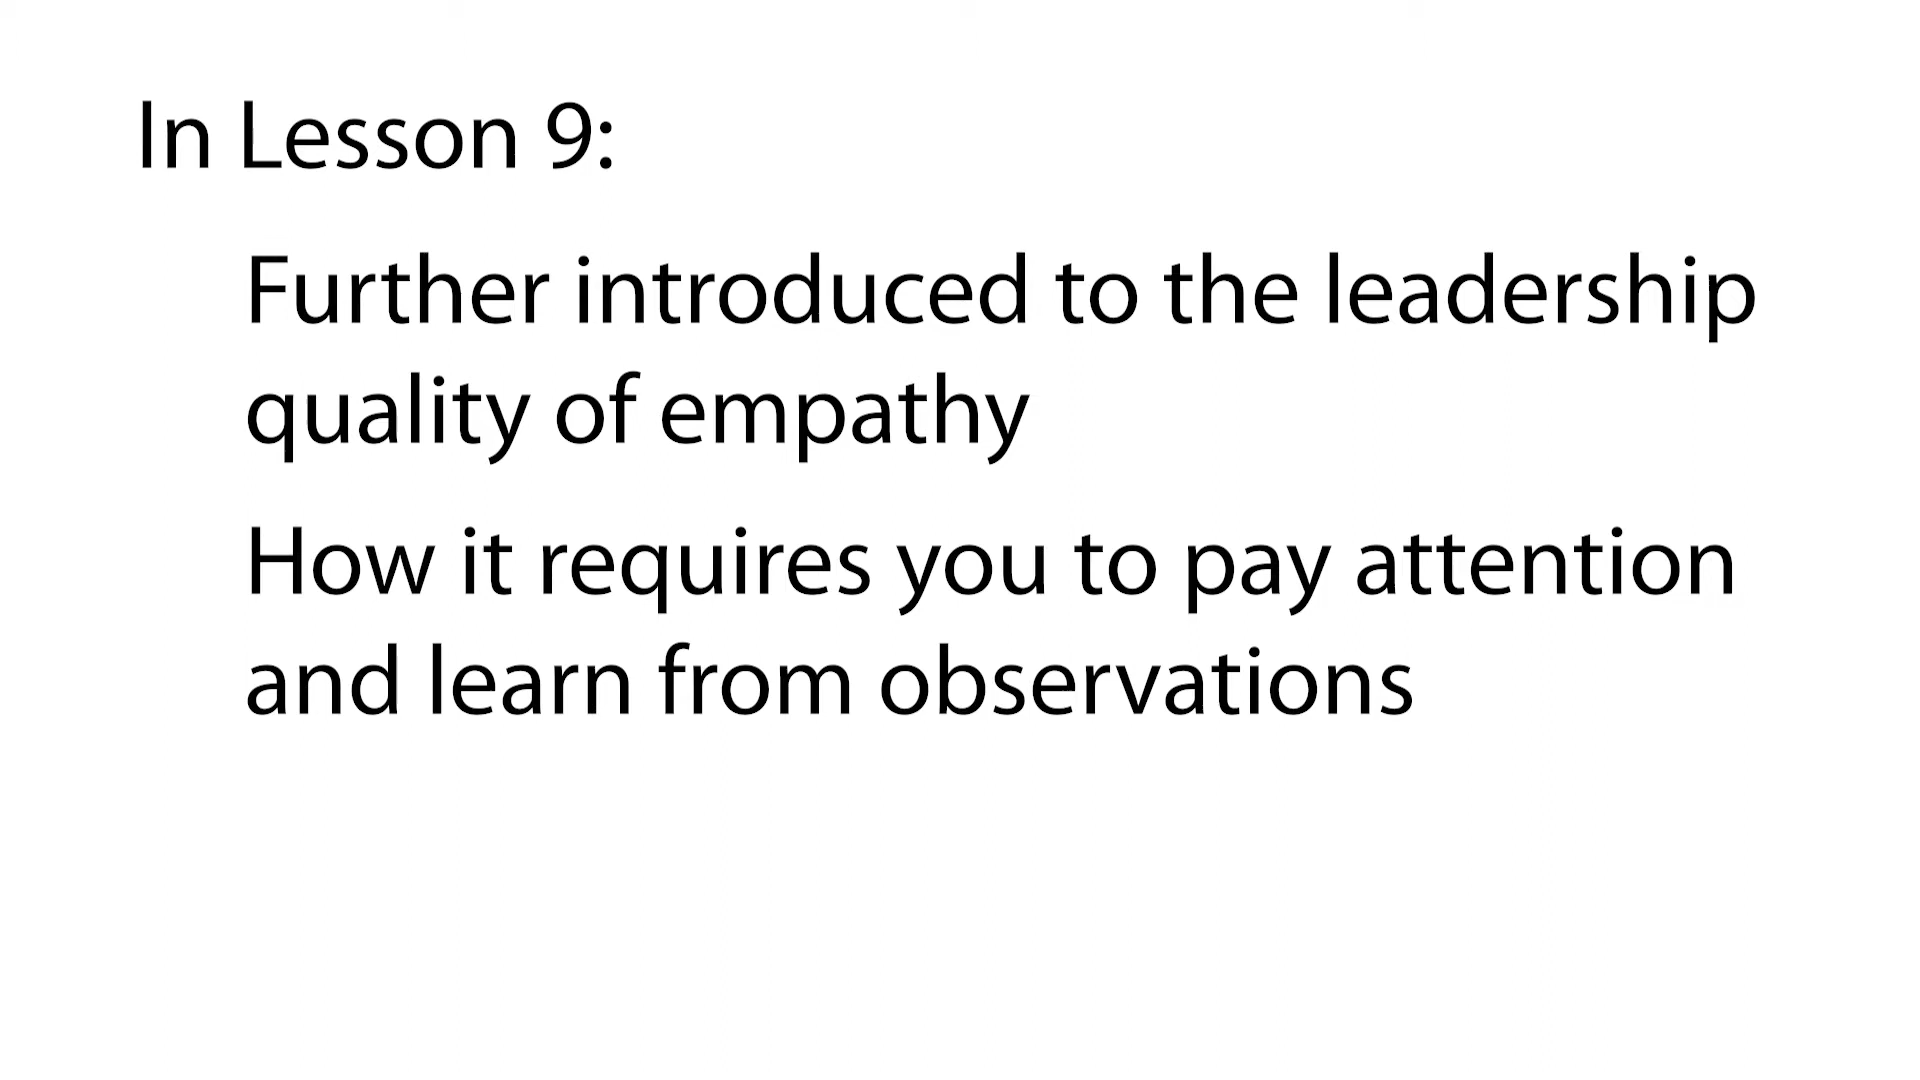 In Lesson 9:
Further introduced to the leadership
quality of empathy
How it requires you to pay attention
and learn from observations